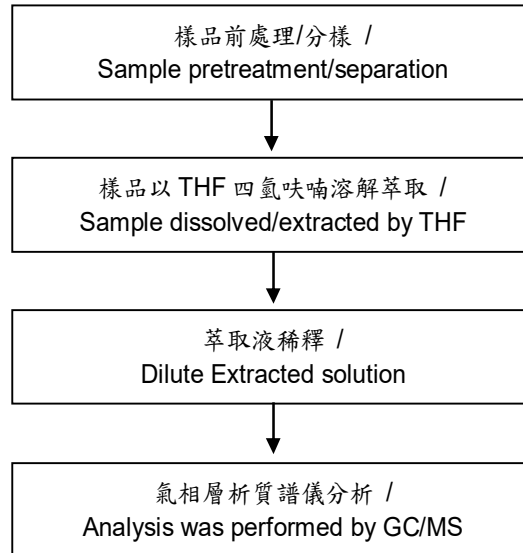 樣品前處理/分樣 /
Sample pretreatment/separation
樣品以 THF 四氫呋喃溶解萃取 /
Sample dissolved/extracted by THF
萃取液稀釋 /
Dilute Extracted solution
氣相層析質譜儀分析 /
Analysis was performed by GC/MS